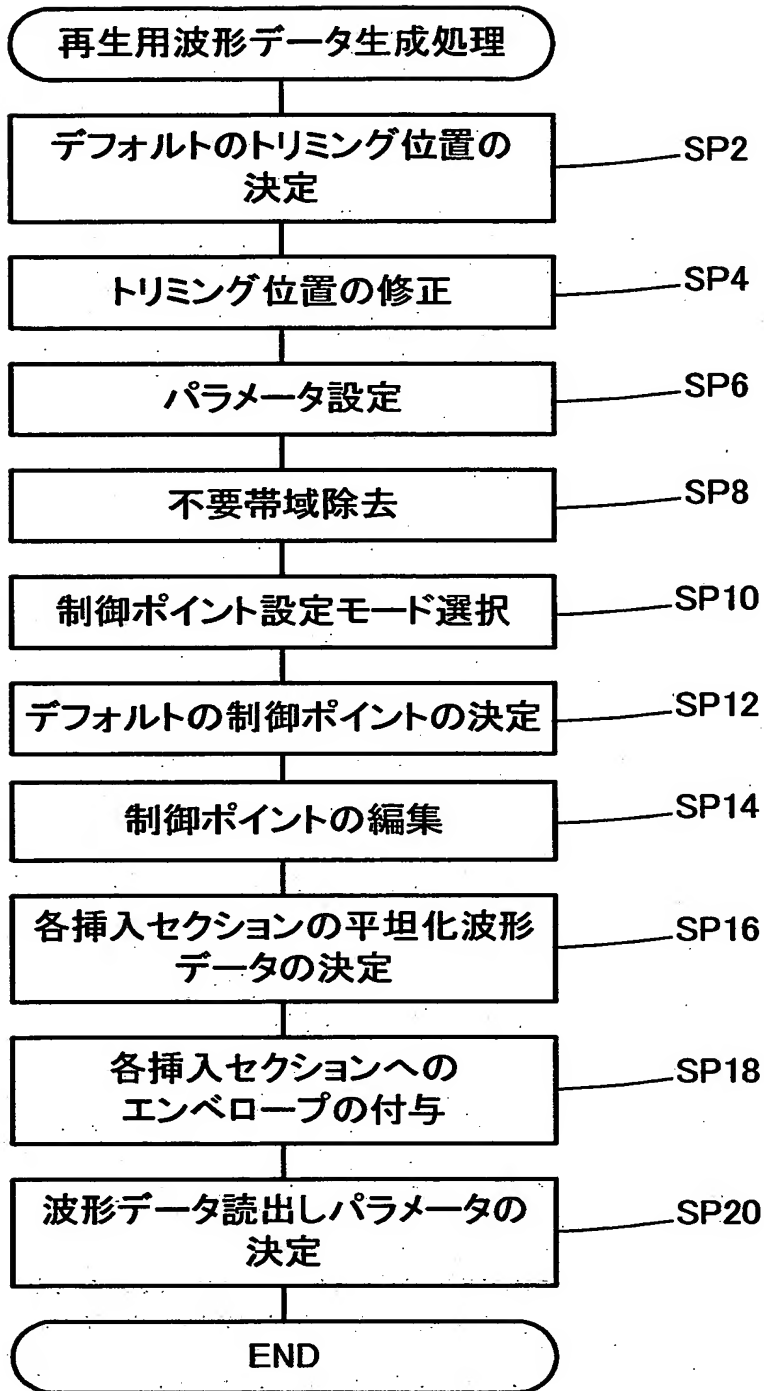 再生用波形データ生成処理
デフォルトのトリミング位置の
決定
SP2
トリミング位置の修正
SP4
パラメータ設定
SP6
不要帯域除去
SP8
制御ポイント設定モード選択
SP10
デフォルトの制御ポイントの決定
SP12
制御ポイントの編集
SP14
各挿入セクションの平坦化波形
データの決定
SP16
各挿入セクションへの
エンベロープの付与
SP18
波形データ読出しパラメータの
決定
SP20
END